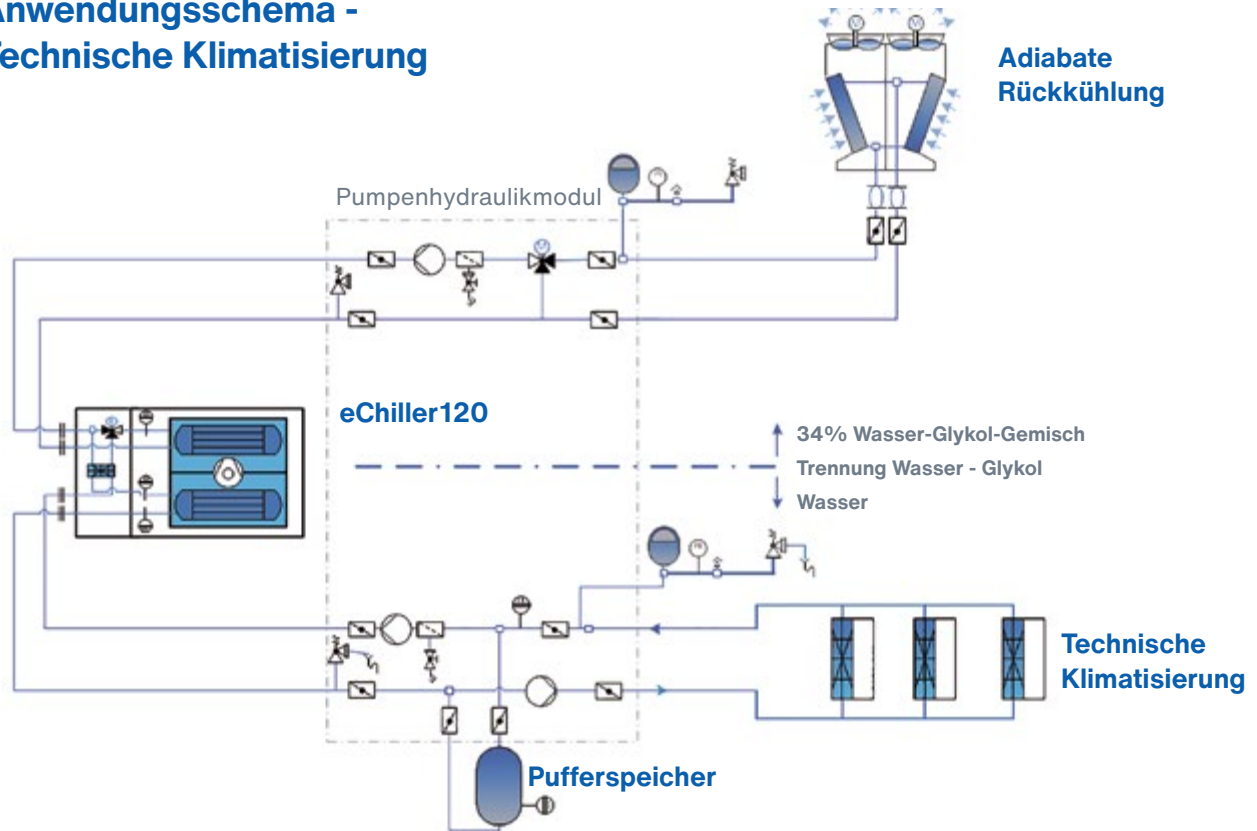 Anwendungsschema -
Technische Klimatisierung
Adiabate
Rückkühlung
Pumpenhydraulikmodul
eChiller120
34% Wasser-Glykol-Gemisch
Trennung Wasser - Glykol
Wasser
Technische
Klimatisierung
Pufferspeicher